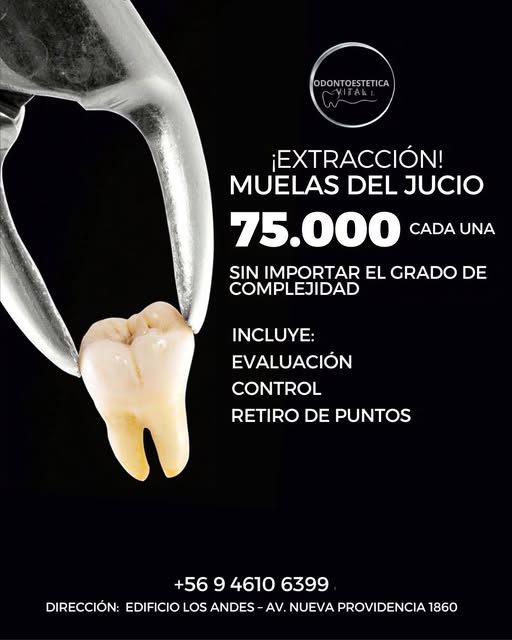 ODONTOESTETICA
VITAL
¡EXTRACCIÓN!
MUELAS DEL JUCIO
75.000 CADA UNA
SIN IMPORTAR EL GRADO DE
COMPLEJIDAD
INCLUYE:
EVALUACIÓN
CONTROL
RETIRO DE PUNTOS
+56 9 4610 6399
DIRECCIÓN: EDIFICIO LOS ANDES – AV. NUEVA PROVIDENCIA 1860